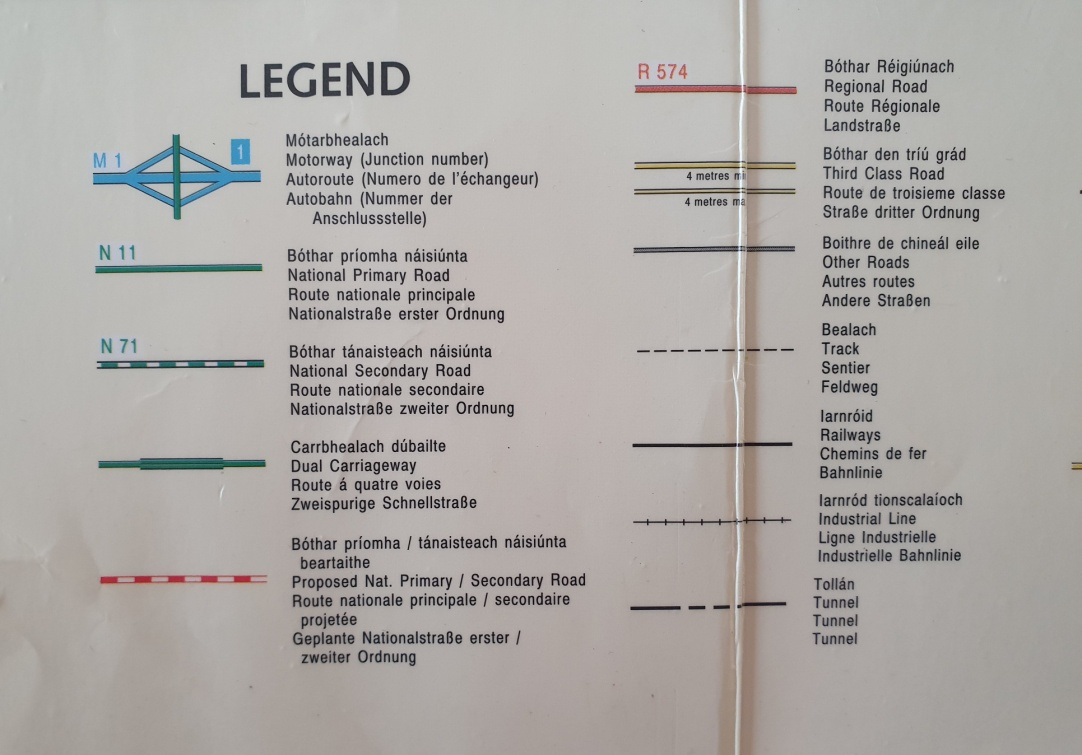 LEGEND
M 1
1
Mótarbhealach
Motorway (Junction number)
Autoroute (Numero de l'échangeur)
Autobahn (Nummer der
Anschlussstelle)
N 11
Bóthar príomha náisiúnta
National Primary Road
Route nationale principale
Nationalstraße erster Ordnung
N 71
Bóthar tánaisteach náisiúnta
National Secondary Road
Route nationale secondaire
Nationalstraße zweiter Ordnung
Carrbhealach dúbailte
Dual Carriageway
Route á quatre voies
Zweispurige Schnellstraße
Bóthar príomha / tánaisteach náisiúnta
beartaithe
Proposed Nat. Primary / Secondary Road
Route nationale principale / secondaire
projetée
Geplante Nationalstraße erster /
zweiter Ordnung
R 574
Bóthar Réigiúnach
Regional Road
Route Régionale
Landstraße
4 metres
4 metres
Bóthar den tríú grád
Third Class Road
Route de troisieme classe
Straße dritter Ordnung
Boithre de chineál eile
Other Roads
Autres routes
Andere Straßen
Bealach
Track
Sentier
Feldweg
Iarnróid
Railways
Chemins de fer
Bahnlinie
Iarnród tionscalaíoch
Industrial Line
Ligne Industrielle
Industrielle Bahnlinie
Tollán
Tunnel
Tunnel
Tunnel